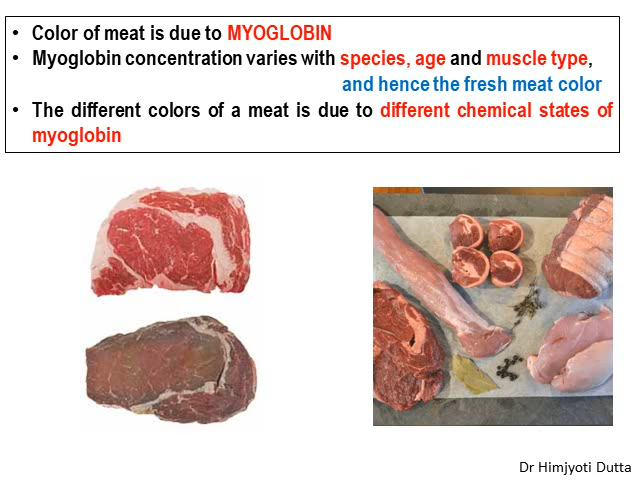 • Color of meat is due to MYOGLOBIN
• Myoglobin concentration varies with species, age and muscle type,
and hence the fresh meat color
• The different colors of a meat is due to different chemical states of
myoglobin
Dr Himjyoti Dutta